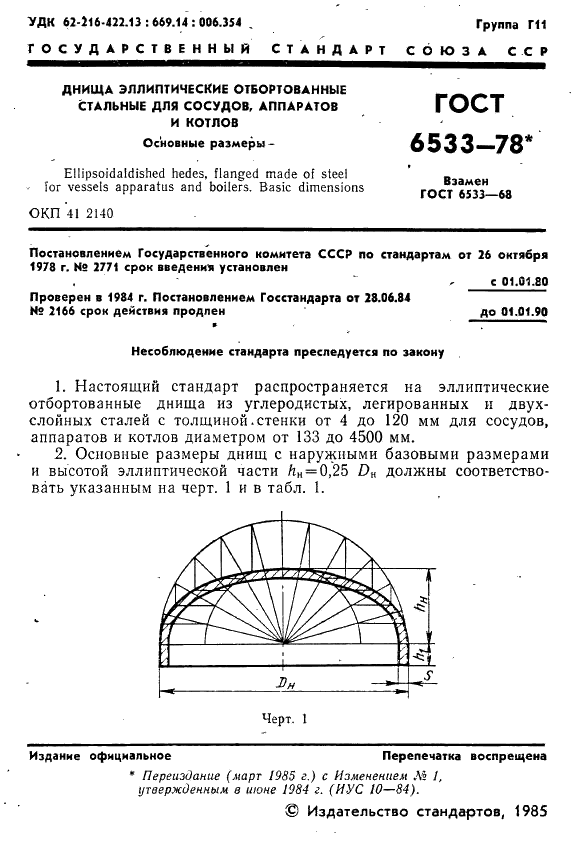 УДК 62-216-422.13 : 669.14 : 006.354
Группа Г11
ГОСУДАРСТВЕННЫЙ СТАНДАРТ СОЮЗА ССР
ДНИЩА ЭЛЛИПТИЧЕСКИЕ ОТБОРТОВАННЫЕ
СТАЛЬНЫЕ ДЛЯ СОСУДОВ, АППАРАТОВ
И КОТЛОВ
Основные размеры
Ellipsoidaldished hedes, flanged made of steel
for vessels apparatus and boilers. Basic dimensions
ОКП 41 2140
ГОСТ
6533—78*
Взамен
ГОСТ 6533—68
Постановлением Государственного комитета СССР по стандартам от 26 октября
1978 г. № 2771 срок введения установлен
с 01.01.80
Проверен в 1984 г. Постановлением Госстандарта от 28.06.84
№ 2166 срок действия продлен
до 01.01.90
Несоблюдение стандарта преследуется по закону
1. Настоящий стандарт распространяется на эллиптические
отбортованные днища из углеродистых, легированных и двух-
слойных сталей с толщиной стенки от 4 до 120 мм для сосудов,
аппаратов и котлов диаметром от 133 до 4500 мм.
2. Основные размеры днищ с наружными базовыми размерами
и высотой эллиптической части hн=0,25 Dн должны соответство-
вать указанным на черт. 1 и в табл. 1.
hн
h1
S
Dн
Черт. 1
Издание официальное
Перепечатка воспрещена
* Переиздание (март 1985 г.) с Изменением № 1,
утвержденным в июне 1984 г. (ИУС 10—84).
© Издательство стандартов, 1985